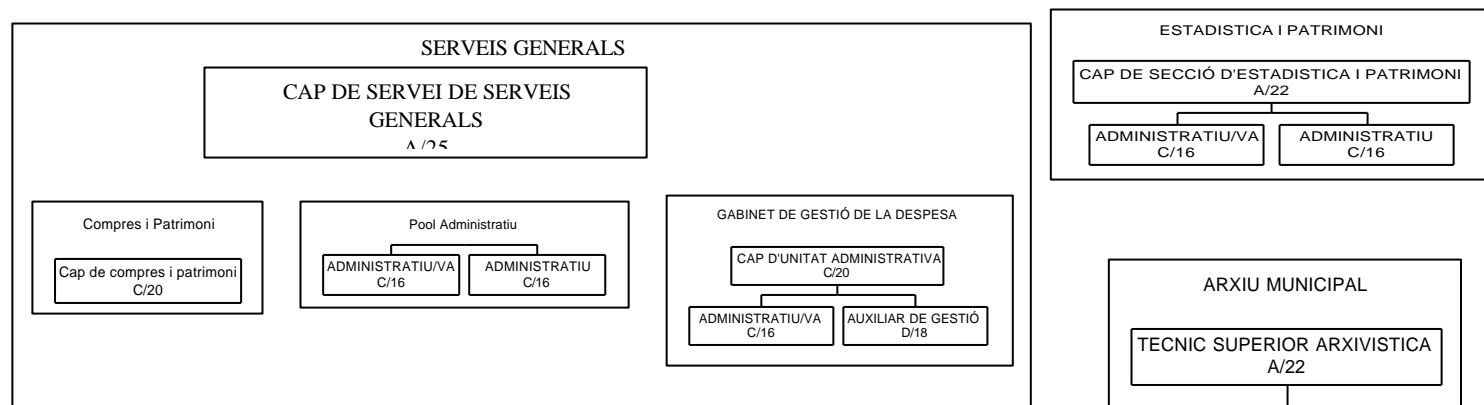 SERVEIS GENERALS
CAP DE SERVEI DE SERVEIS
GENERALS
A/25
Compres i Patrimoni
Cap de compres i patrimoni
C/20
Pool Administratiu
ADMINISTRATIU/VA
C/16
ADMINISTRATIU
C/16
GABINET DE GESTIÓ DE LA DESPESA
CAP D'UNITAT ADMINISTRATIVA
C/20
ADMINISTRATIU/VA
C/16
AUXILIAR DE GESTIÓ
D/18
ESTADISTICA I PATRIMONI
CAP DE SECCIÓ D'ESTADISTICA I PATRIMONI
A/22
ADMINISTRATIU/VA
C/16
ADMINISTRATIU
C/16
ARXIU MUNICIPAL
TECNIC SUPERIOR ARXIVISTICA
A/22